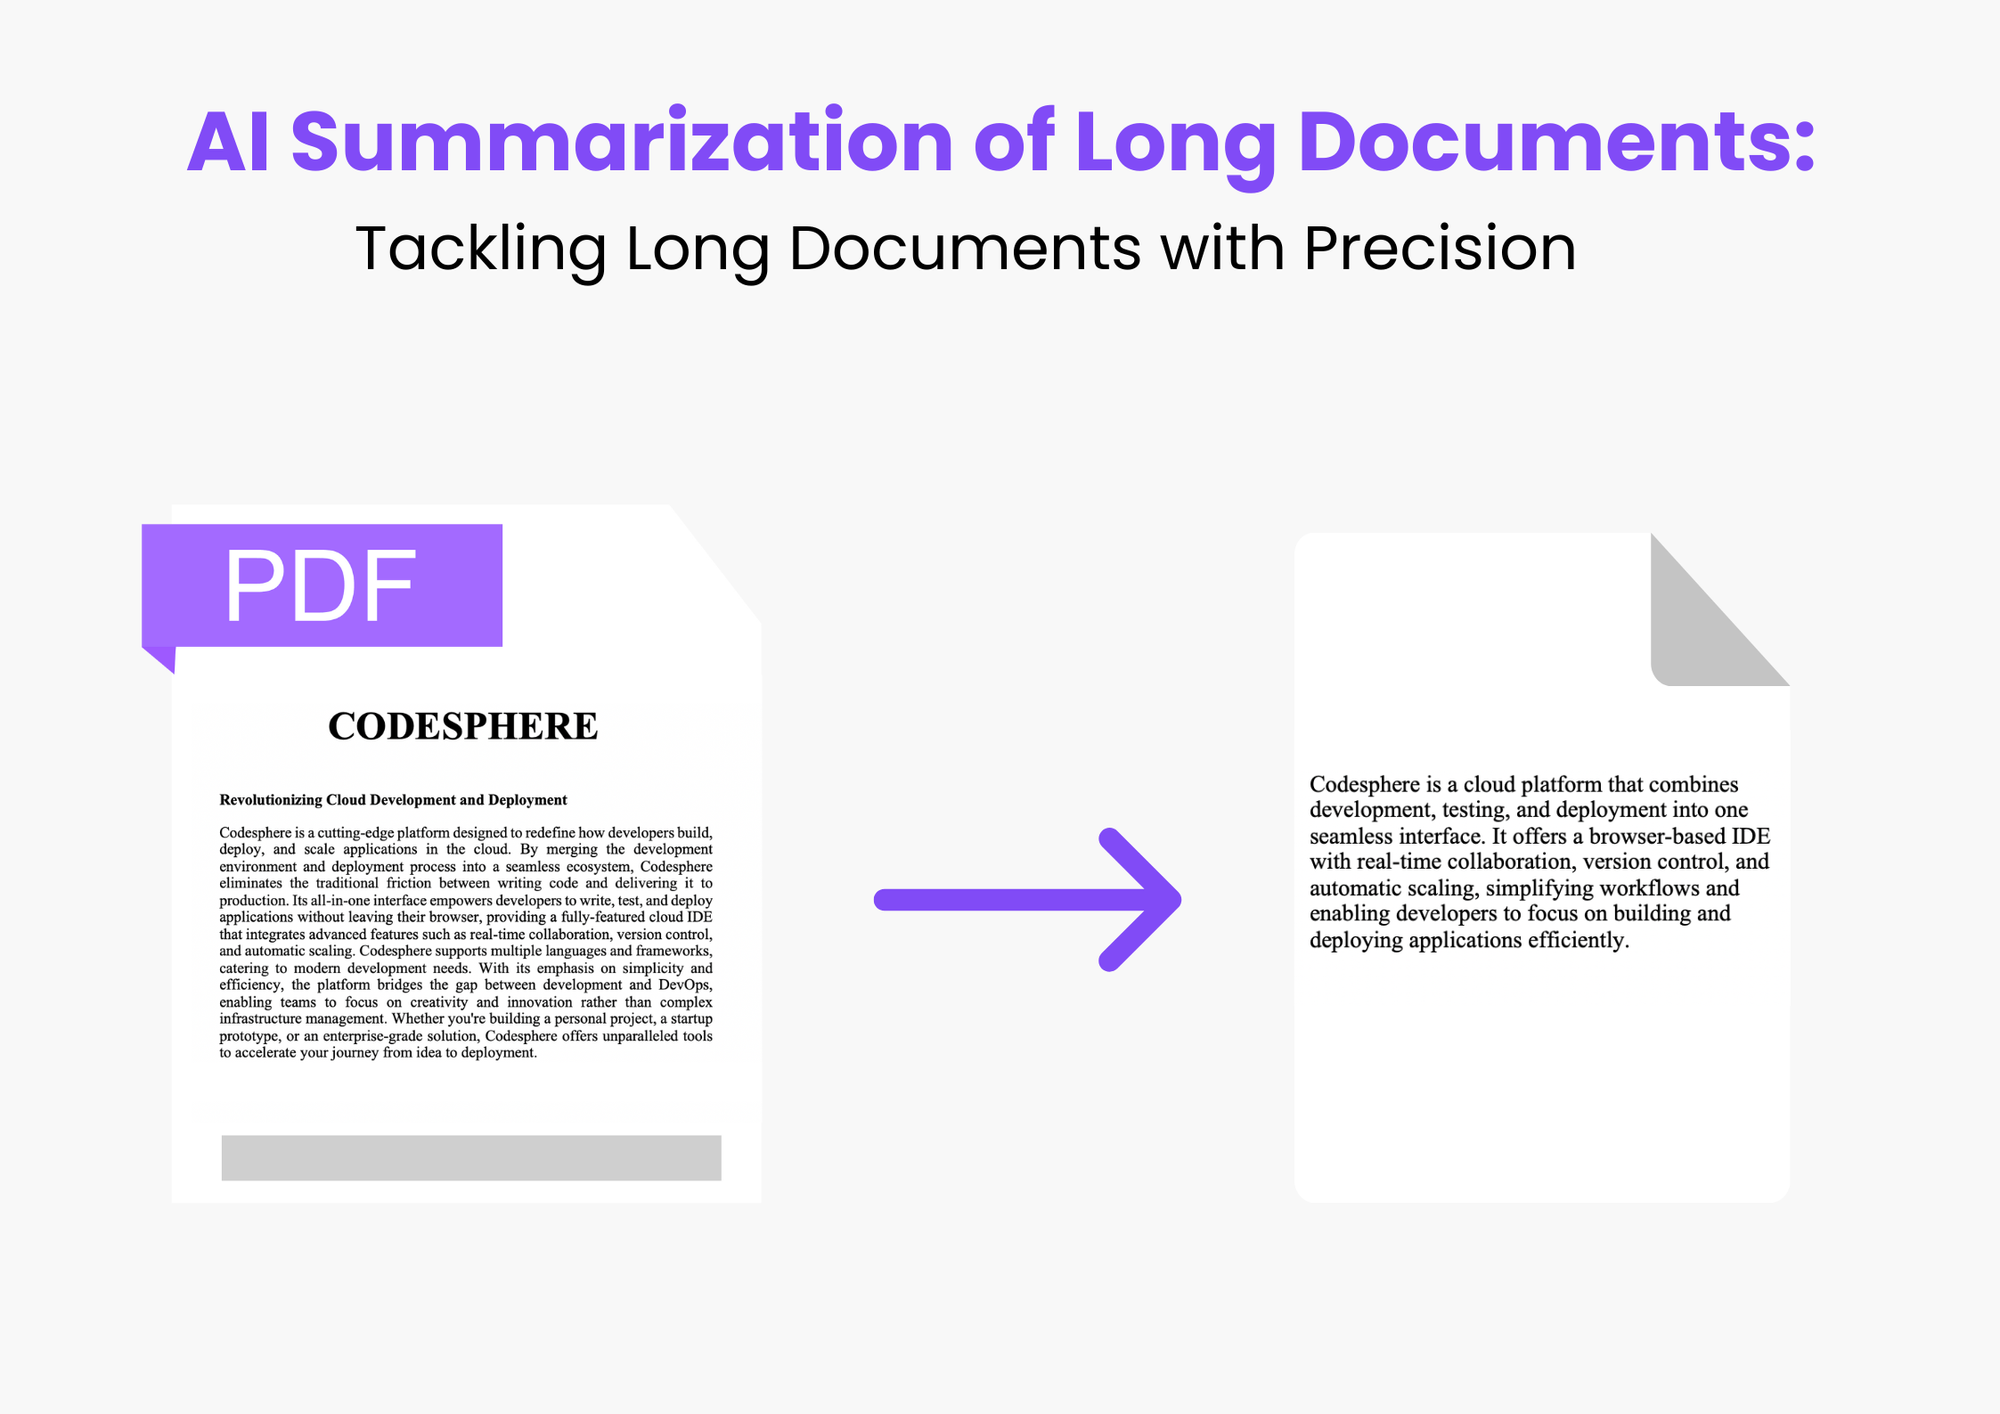 AI Summarization of Long Documents:
Tackling Long Documents with Precision
PDF
CODESPHERE
Revolutionizing Cloud Development and Deployment
Codesphere is a cutting-edge platform designed to redefine how developers build,
deploy, and scale applications in the cloud. By merging the development
environment and deployment process into a seamless ecosystem, Codesphere
eliminates the traditional friction between writing code and delivering it to
production. Its all-in-one interface empowers developers to write, test, and deploy
applications without leaving their browser, providing a fully-featured cloud IDE
that integrates advanced features such as real-time collaboration, version control,
and automatic scaling. Codesphere supports multiple languages and frameworks,
catering to modern development needs. With its emphasis on simplicity and
efficiency, the platform bridges the gap between development and DevOps,
enabling teams to focus on creativity and innovation rather than complex
infrastructure management. Whether you're building a personal project, a startup
prototype, or an enterprise-grade solution, Codesphere offers unparalleled tools
to accelerate your journey from idea to deployment.
Codesphere is a cloud platform that combines
development, testing, and deployment into one
seamless interface. It offers a browser-based IDE
with real-time collaboration, version control, and
automatic scaling, simplifying workflows and
enabling developers to focus on building and
deploying applications efficiently.